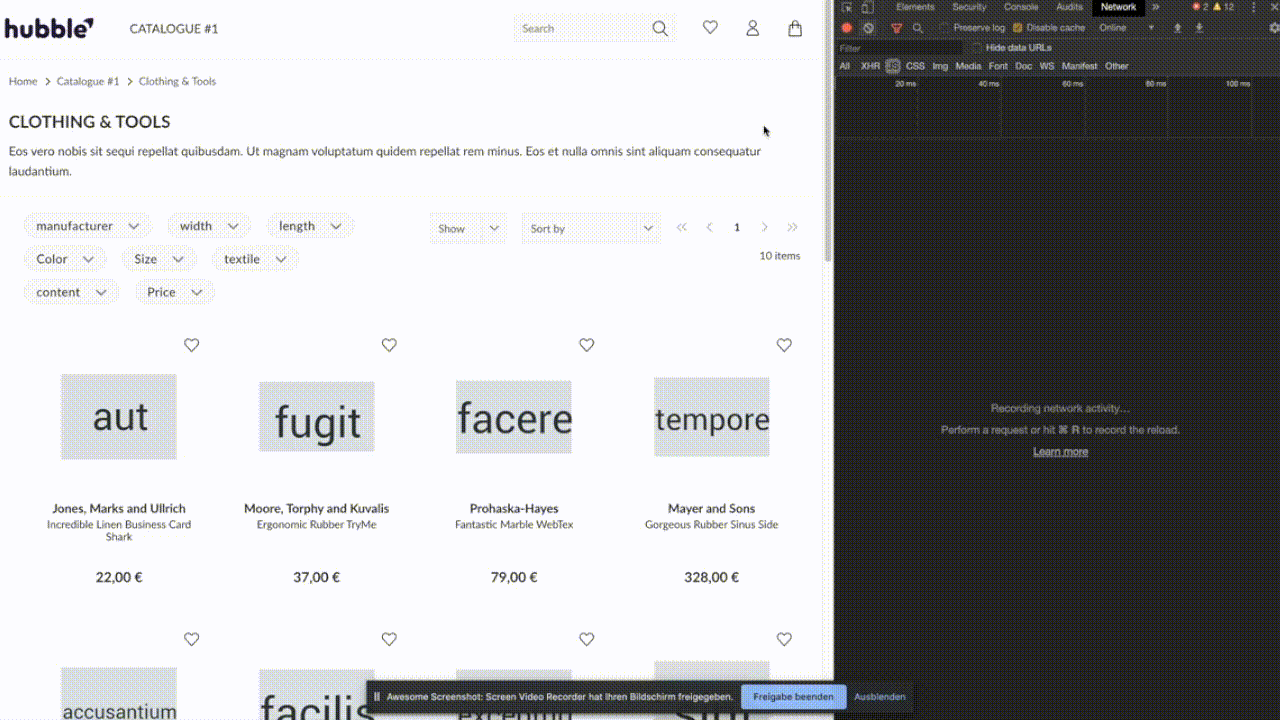 hubble
CATALOGUE #1
Search
Home > Catalogue #1 > Clothing & Tools
CLOTHING & TOOLS
Eos vero nobis sit sequi repellat quibusdam. Ut magnam voluptatum quidem repellat rem minus. Eos et nulla omnis sint aliquam consequatur
laudantium.
manufacturer width length
Show Sort by 1
Color Size textile
10 items
content Price
aut fugit facere tempore
Jones, Marks and Ullrich
Incredible Linen Business Card
Shark
22,00 €
Moore, Torphy and Kuvalis
Ergonomic Rubber TryMe
37,00 €
Prohaska-Hayes
Fantastic Marble WebTex
79,00 €
Mayer and Sons
Gorgeous Rubber Sinus Side
328,00 €
accusantium facilis
Awesome Screenshot: Screen Video Recorder hat Ihren Bildschirm freigegeben. Freigabe beenden Ausblenden
Elements Security Console Audits Network » 2 12
Preserve log Disable cache Online
Filter Hide data URLs
All XHR JS CSS Img Media Font Doc WS Manifest Other
20 ms 40 ms 60 ms 80 ms 100 ms
Recording network activity…
Perform a request or hit ⌘ R to record the reload.
Learn more